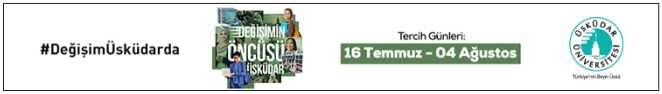 #DeğişimÜsküdarda
DEĞİŞİMİN
ÖNCÜSÜ
ÜSKÜDAR
Tercih Günleri:
16 Temmuz - 04 Ağustos
ÜSKÜDAR
ÜNİVERSİTESİ
Türkiye'nin Beyin Üssü